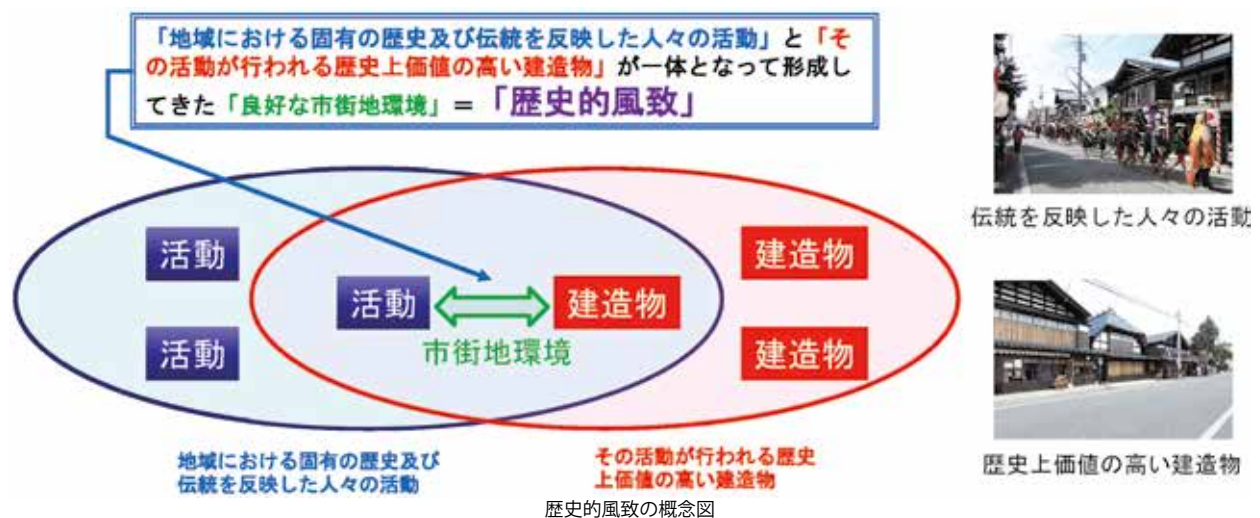 「地域における固有の歴史及び伝統を反映した人々の活動」と「そ
の活動が行われる歴史上価値の高い建造物」が一体となって形成し
てきた「良好な市街地環境」＝「歴史的風致」
伝統を反映した人々の活動
活動
建造物
活動
建造物
市街地環境
活動
建造物
地域における固有の歴史及び
伝統を反映した人々の活動
その活動が行われる歴史
上価値の高い建造物
歴史上価値の高い建造物
歴史的風致の概念図